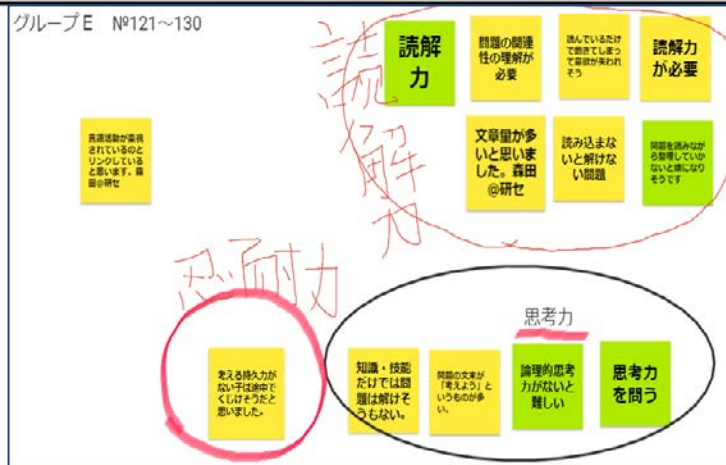 グループE №121～130
読解力
読解
力
問題の関連
性の理解が
必要
読んでいるだけ
で飽きてしまっ
て意欲が失われ
そう
読解力
が必要
文章量が多
いと思いま
した。森田
@研セ
読み込まな
いと解けな
い問題
問題を読みなが
ら整理していか
ないと嫌になり
そうです
言語活動が重視
されているのと
リンクしている
と思います。森
田@研セ
忍耐力
考える持久力が
ない子は途中で
くじけそうだと
思いました。
思考力
知識・技能
だけでは問
題は解けそ
うもない。
問題の文末が
「考えよう」と
いうものが多
い。
論理的思考
力がないと
難しい
思考力
を問う